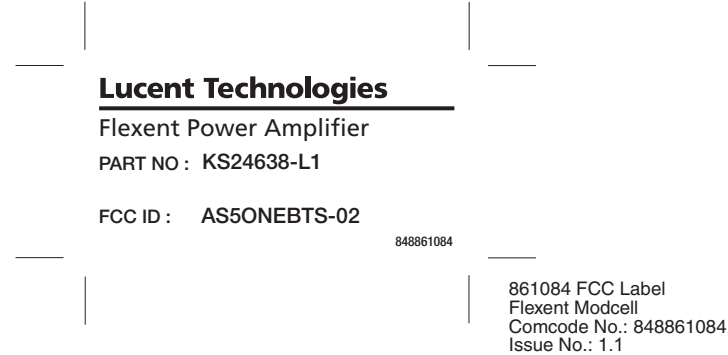 Lucent Technologies
Flexent Power Amplifier
PART NO : KS24638-L1
FCC ID : AS5ONEBTS-02
848861084
861084 FCC Label
Flexent Modcell
Comcode No.: 848861084
Issue No.: 1.1